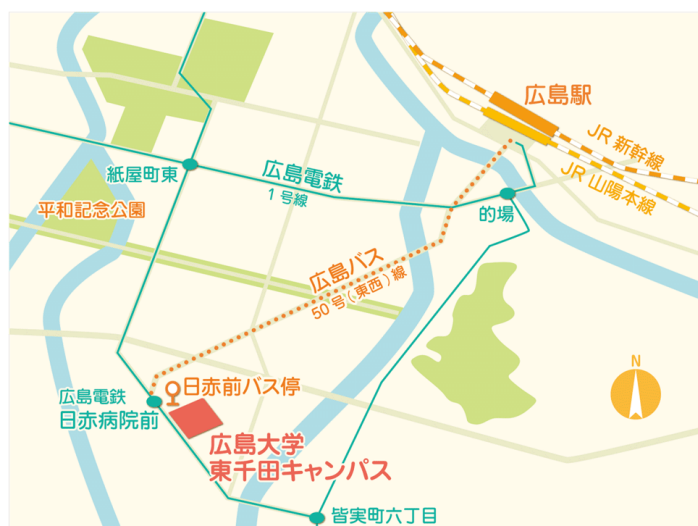 広島駅
JR 新幹線
JR 山陽本線
紙屋町東
広島電鉄
1 号線
的場
平和記念公園
広島バス
50 号(東西)線
N
日赤前バス停
広島電鉄
日赤病院前
広島大学
東千田キャンパス
皆実町六丁目